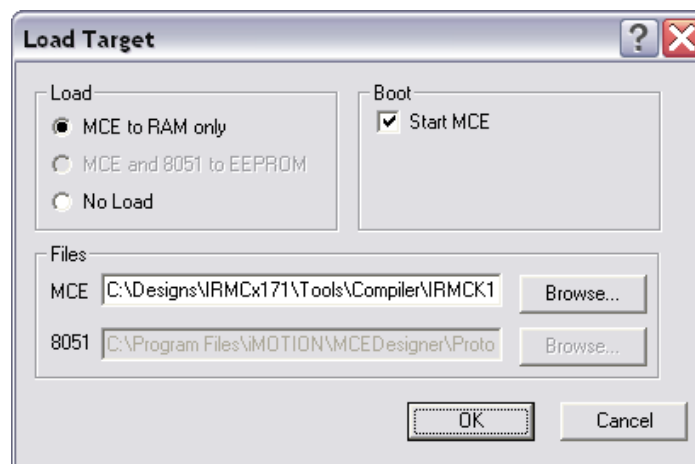 Load Target
Load
MCE to RAM only
MCE and 8051 to EEPROM
No Load
Boot
Start MCE
Files
MCE C:\Designs\IRMCx171\Tools\Compiler\IRMCK1 Browse...
8051 C:\Program Files\iMOTION\MCEDesigner\Proto Browse...
OK Cancel